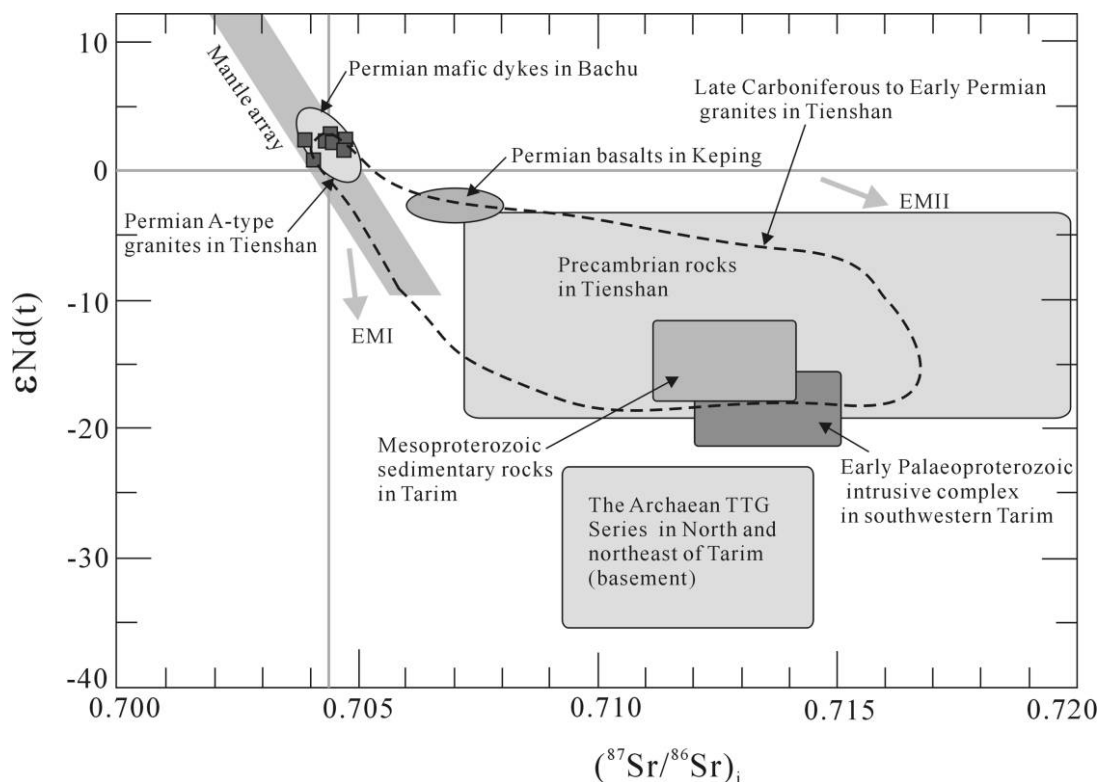 10
0
-10
-20
-30
-40
εNd(t)
Mantle array
Permian mafic dykes in Bachu
Late Carboniferous to Early Permian
granites in Tienshan
Permian basalts in Keping
EMII
Permian A-type
granites in Tienshan
Precambrian rocks
in Tienshan
EMI
Mesoproterozoic
sedimentary rocks
in Tarim
Early Palaeoproterozoic
intrusive complex
in southwestern Tarim
The Archaean TTG
Series in North and
northeast of Tarim
(basement)
0.700
0.705
0.710
0.715
0.720
(⁸⁷Sr/⁸⁶Sr)i